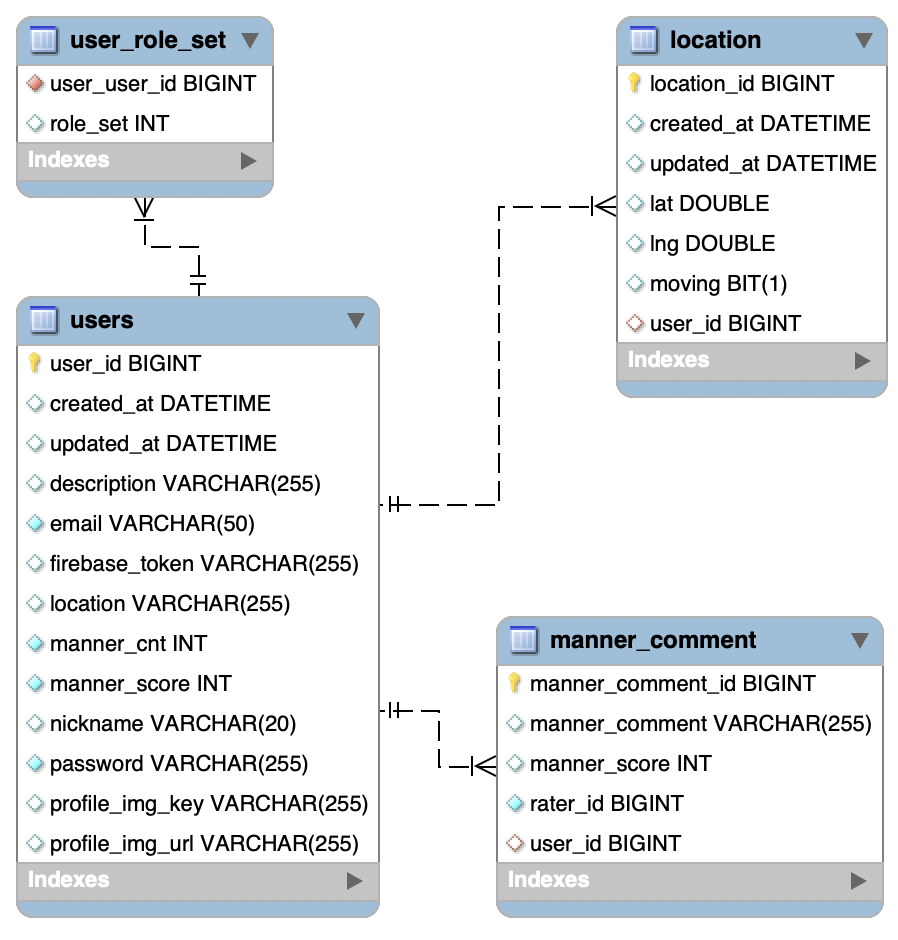 user_role_set
user_user_id BIGINT
role_set INT
Indexes
location
location_id BIGINT
created_at DATETIME
updated_at DATETIME
lat DOUBLE
lng DOUBLE
moving BIT(1)
user_id BIGINT
Indexes
users
user_id BIGINT
created_at DATETIME
updated_at DATETIME
description VARCHAR(255)
email VARCHAR(50)
firebase_token VARCHAR(255)
location VARCHAR(255)
manner_cnt INT
manner_score INT
nickname VARCHAR(20)
password VARCHAR(255)
profile_img_key VARCHAR(255)
profile_img_url VARCHAR(255)
Indexes
manner_comment
manner_comment_id BIGINT
manner_comment VARCHAR(255)
manner_score INT
rater_id BIGINT
user_id BIGINT
Indexes